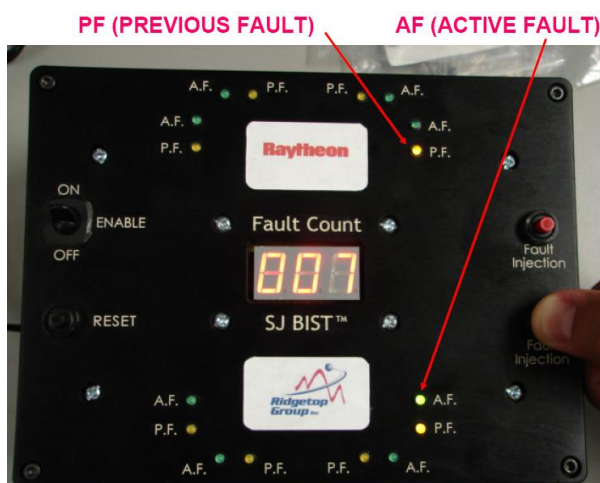 PF (PREVIOUS FAULT) AF (ACTIVE FAULT)
A.F. P.F. P.F. A.F.
A.F. A.F.
P.F. Raytheon P.F.
ON
ENABLE Fault Count
OFF
Fault
Injection
007
RESET SJ BIST™
Fault
Injection
A.F. Ridgetop A.F.
P.F. Group Inc P.F.
A.F. P.F. P.F. A.F.